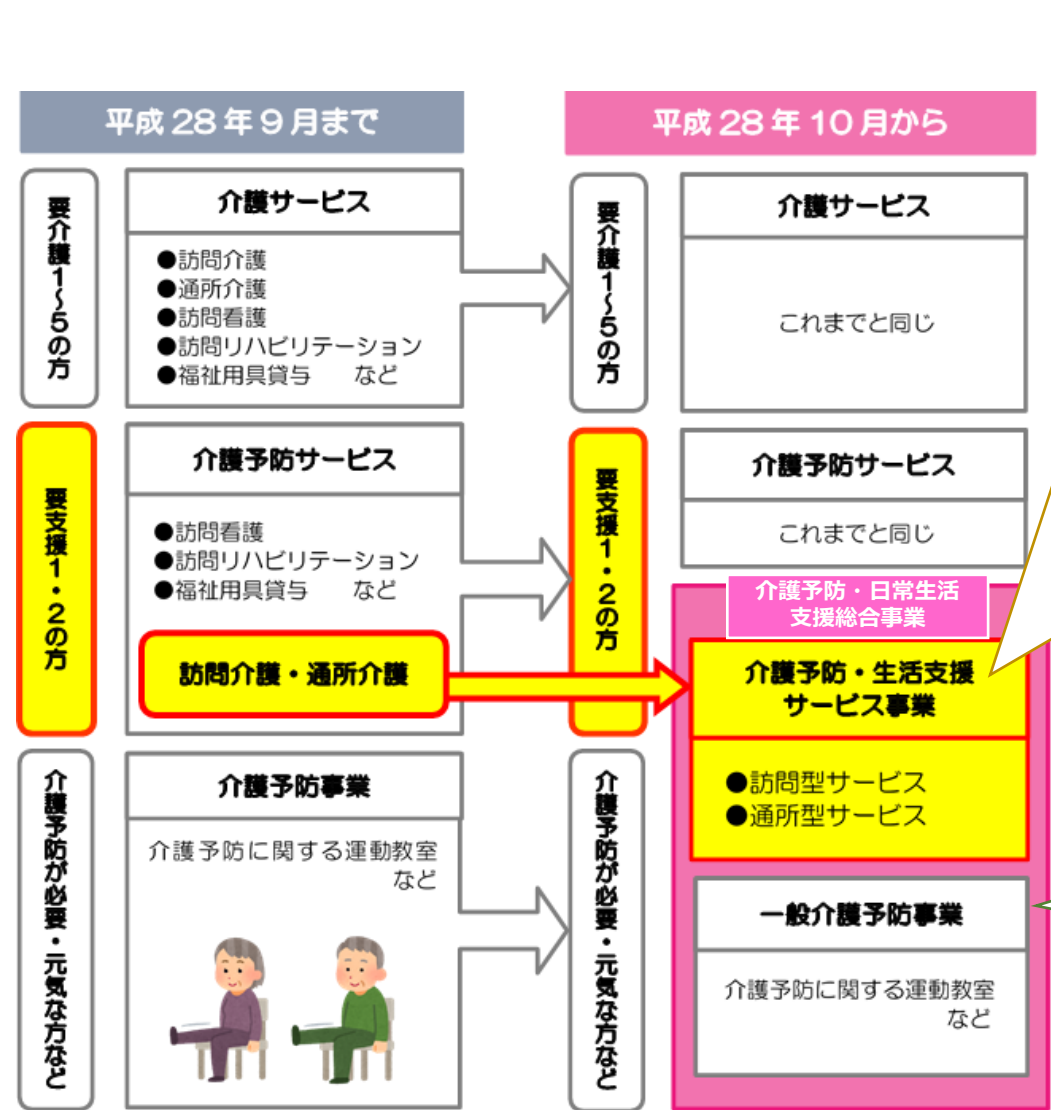 平成28年9月まで
平成28年10月から
要介護1～5の方
介護サービス
●訪問介護
●通所介護
●訪問看護
●訪問リハビリテーション
●福祉用具貸与　など
要介護1～5の方
介護サービス
これまでと同じ
要支援1・2の方
介護予防サービス
●訪問看護
●訪問リハビリテーション
●福祉用具貸与　など
訪問介護・通所介護
要支援1・2の方
介護予防サービス
これまでと同じ
介護予防・日常生活
支援総合事業
介護予防・生活支援
サービス事業
●訪問型サービス
●通所型サービス
介護予防が必要・元気な方など
介護予防事業
介護予防に関する運動教室
など
介護予防が必要・元気な方など
一般介護予防事業
介護予防に関する運動教室
など